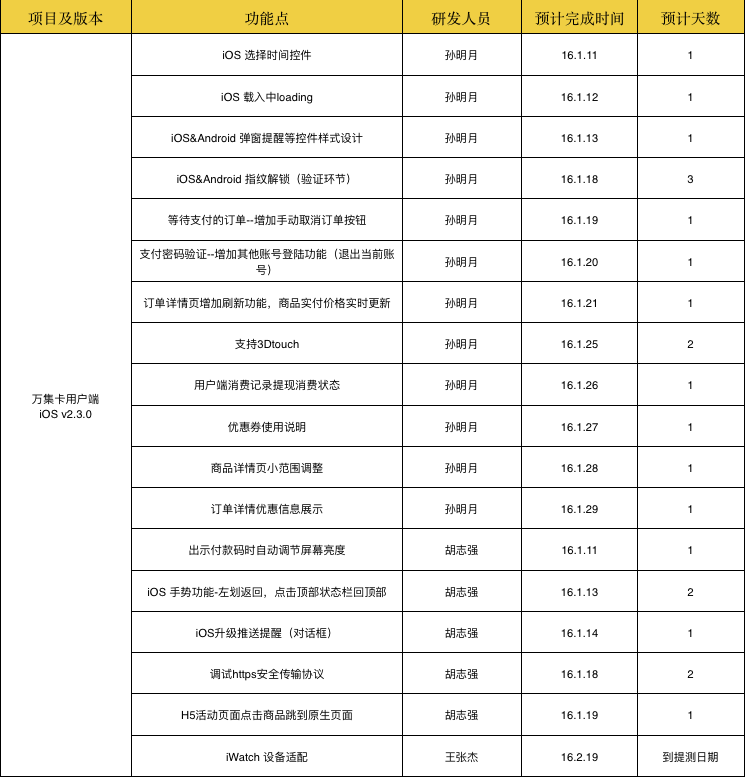 项目及版本 功能点 研发人员 预计完成时间 预计天数
iOS 选择时间控件 孙明月 16.1.11 1
iOS 载入中loading 孙明月 16.1.12 1
iOS&Android 弹窗提醒等控件样式设计 孙明月 16.1.13 1
iOS&Android 指纹解锁（验证环节） 孙明月 16.1.18 3
等待支付的订单--增加手动取消订单按钮 孙明月 16.1.19 1
支付密码验证--增加其他账号登陆功能（退出当前账
号） 孙明月 16.1.20 1
订单详情页增加刷新功能，商品实付价格实时更新 孙明月 16.1.21 1
支持3Dtouch 孙明月 16.1.25 2
用户端消费记录提现消费状态 孙明月 16.1.26 1
万集卡用户端
iOS v2.3.0
优惠券使用说明 孙明月 16.1.27 1
商品详情页小范围调整 孙明月 16.1.28 1
订单详情优惠信息展示 孙明月 16.1.29 1
出示付款码时自动调节屏幕亮度 胡志强 16.1.11 1
iOS 手势功能-左划返回，点击顶部状态栏回顶部 胡志强 16.1.13 2
iOS升级推送提醒（对话框） 胡志强 16.1.14 1
调试https安全传输协议 胡志强 16.1.18 2
H5活动页面点击商品跳到原生页面 胡志强 16.1.19 1
iWatch 设备适配 王张杰 16.2.19 到提测日期